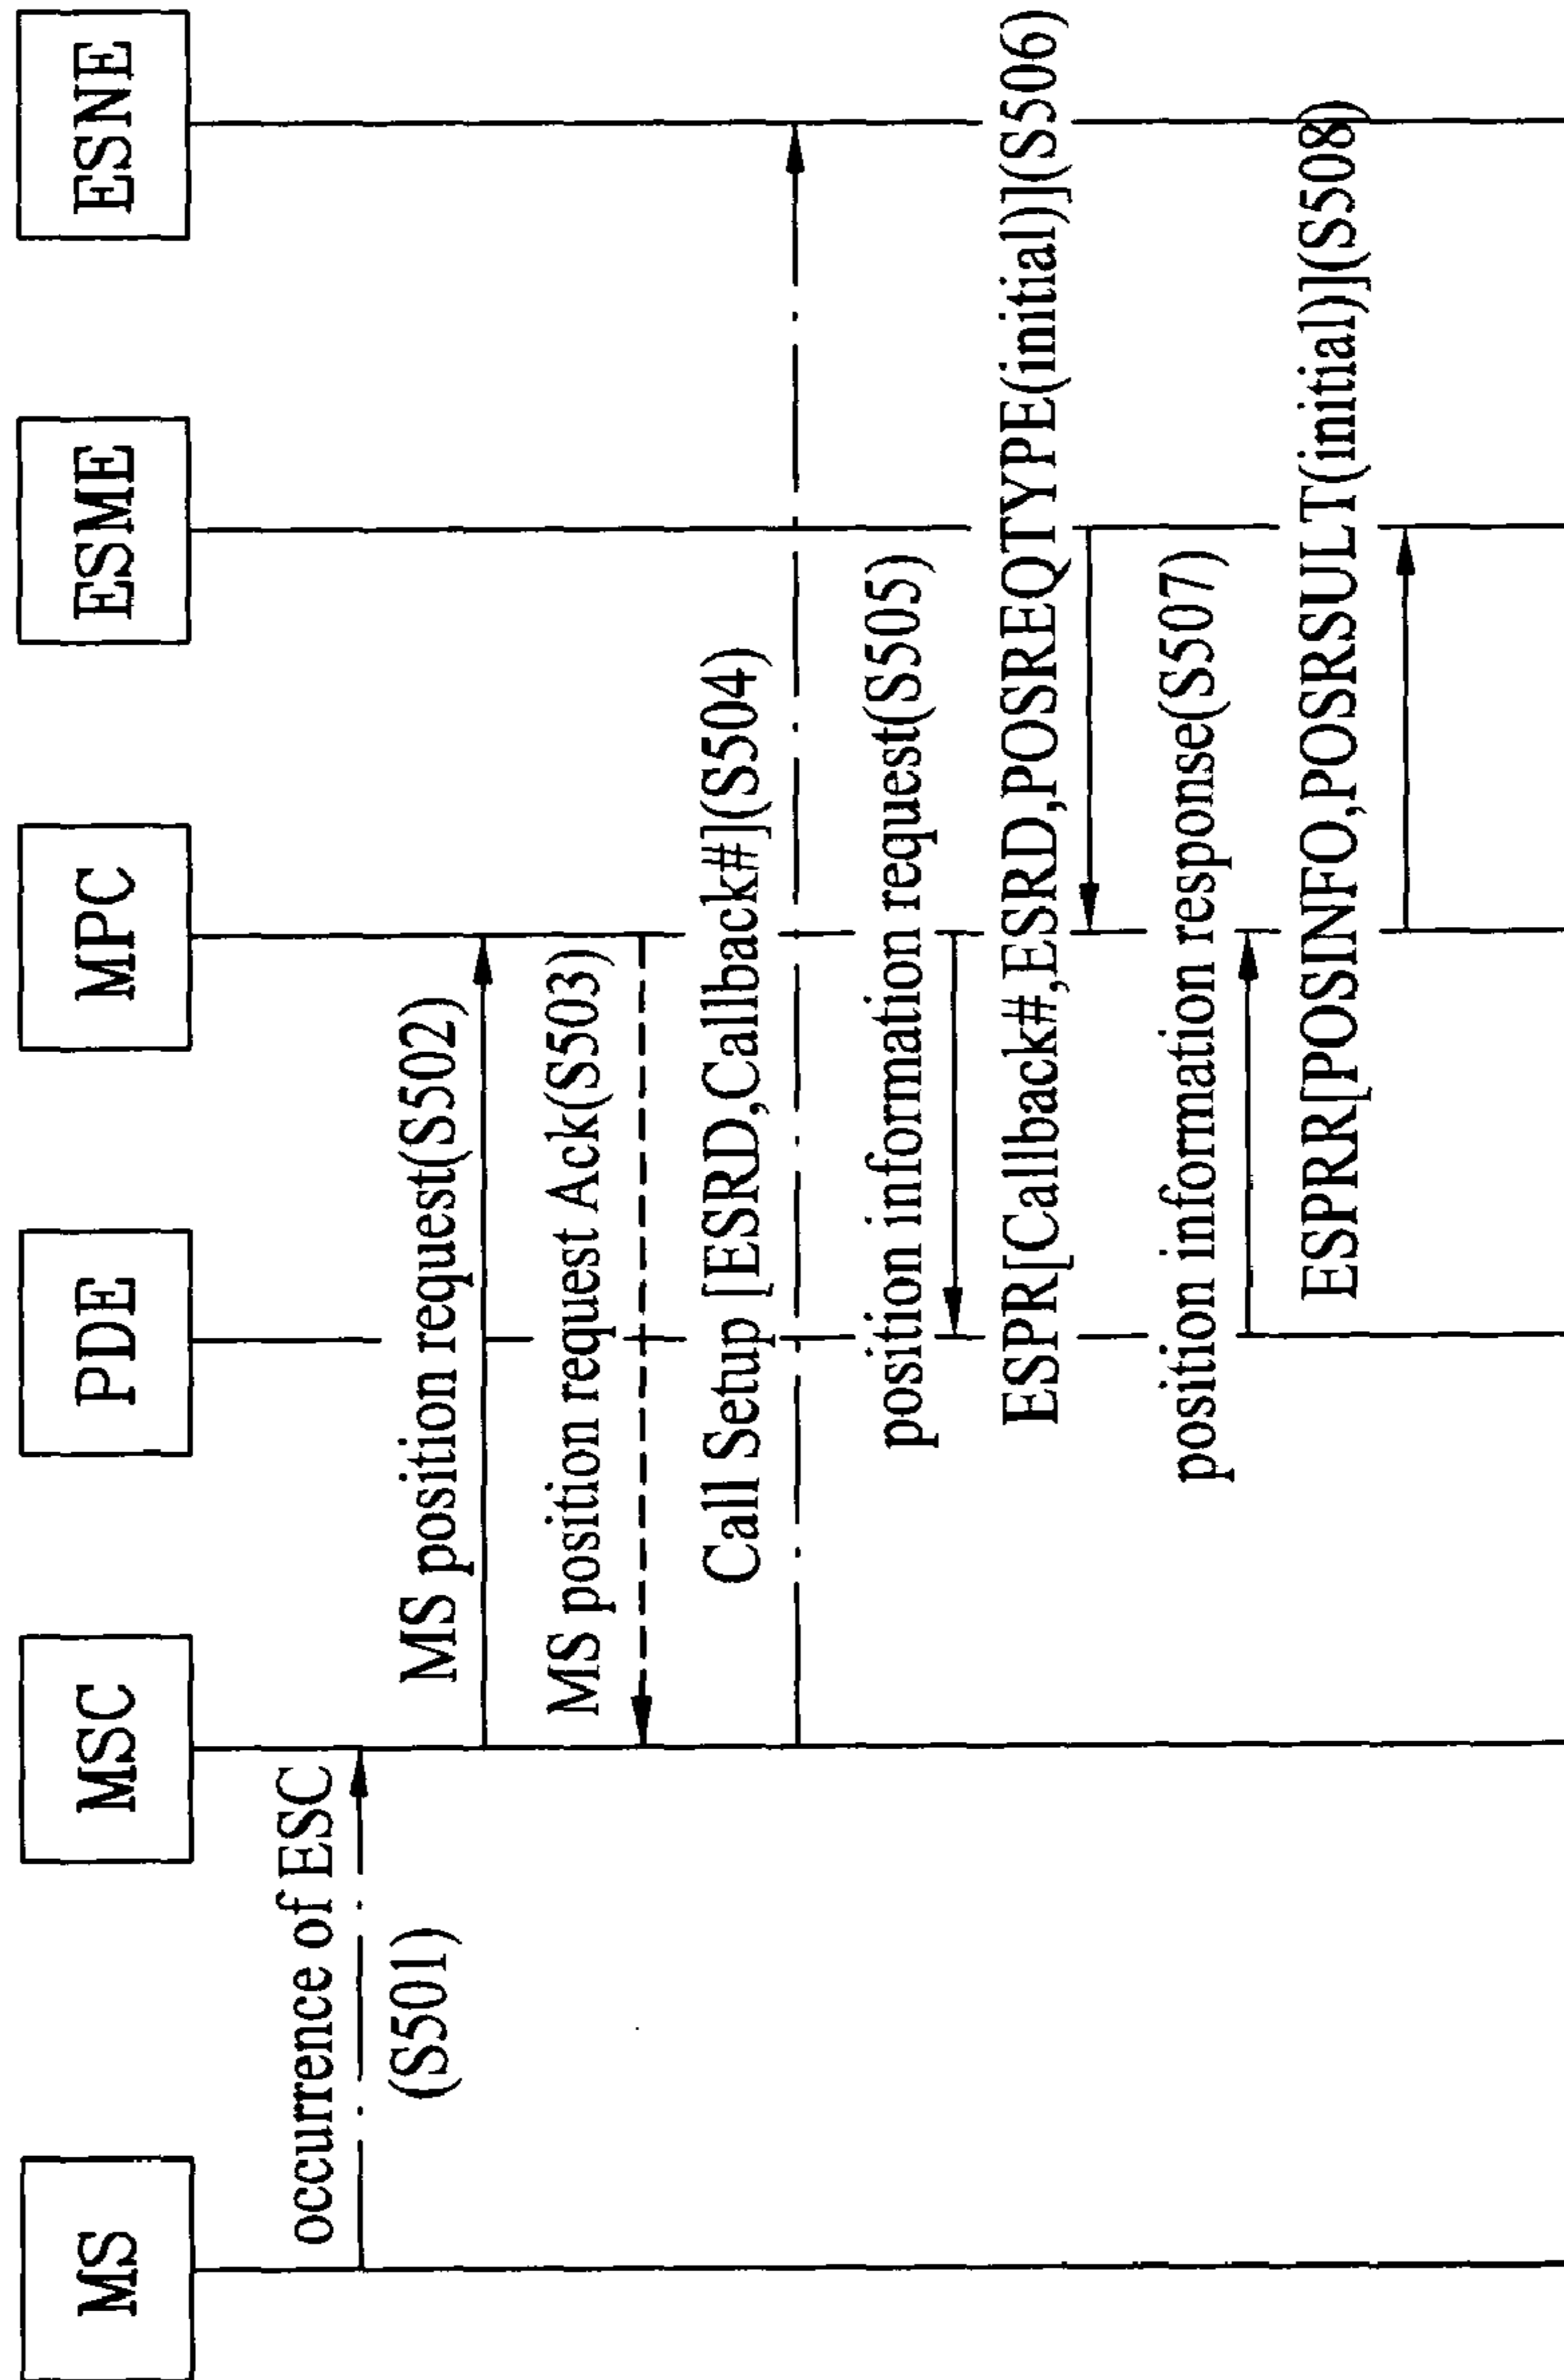 MS
MSC
PDE
MPC
ESME
ESNE
occurrence of ESC
(S501)
MS position request(S502)
MS position request Ack(S503)
Call Setup [ESRD,Callback#](S504)
position information request(S505)
ESPR[Callback#,ESRD,POSREQTYPE(initial)](S506)
position information response(S507)
ESPRR[POSINFO,POSRSULT(initial)](S508)